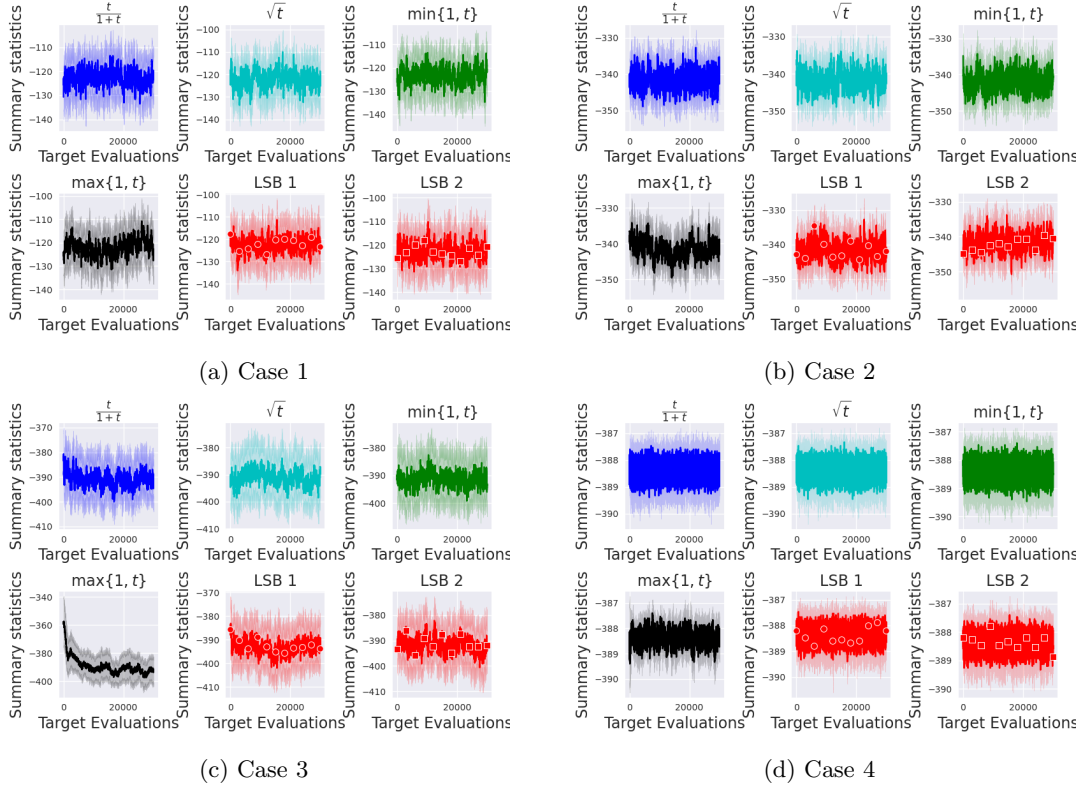 t/(1+t) √t min{1, t}
Summary statistics −110 −120 −130 −140
Summary statistics −100 −110 −120 −130 −140
Summary statistics −110 −120 −130 −140
0 20000 0 20000 0 20000
Target Evaluations Target Evaluations Target Evaluations
max{1, t} LSB 1 LSB 2
Summary statistics −100 −110 −120 −130 −140
Summary statistics −100 −110 −120 −130 −140
Summary statistics −100 −110 −120 −130 −140
0 20000 0 20000 0 20000
Target Evaluations Target Evaluations Target Evaluations
(a) Case 1
t/(1+t) √t min{1, t}
Summary statistics −330 −340 −350
Summary statistics −330 −340 −350
Summary statistics −330 −340 −350
0 20000 0 20000 0 20000
Target Evaluations Target Evaluations Target Evaluations
max{1, t} LSB 1 LSB 2
Summary statistics −330 −340 −350
Summary statistics −330 −340 −350
Summary statistics −330 −340 −350
0 20000 0 20000 0 20000
Target Evaluations Target Evaluations Target Evaluations
(b) Case 2
t/(1+t) √t min{1, t}
Summary statistics −370 −380 −390 −400 −410
Summary statistics −380 −390 −400 −410
Summary statistics −380 −390 −400 −410
0 20000 0 20000 0 20000
Target Evaluations Target Evaluations Target Evaluations
max{1, t} LSB 1 LSB 2
Summary statistics −340 −360 −380 −400
Summary statistics −370 −380 −390 −400 −410
Summary statistics −380 −390 −400 −410
0 20000 0 20000 0 20000
Target Evaluations Target Evaluations Target Evaluations
(c) Case 3
t/(1+t) √t min{1, t}
Summary statistics −387 −388 −389 −390
Summary statistics −387 −388 −389 −390
Summary statistics −387 −388 −389 −390
0 20000 0 20000 0 20000
Target Evaluations Target Evaluations Target Evaluations
max{1, t} LSB 1 LSB 2
Summary statistics −387 −388 −389 −390
Summary statistics −387 −388 −389 −390
Summary statistics −387 −388 −389 −390
0 20000 0 20000 0 20000
Target Evaluations Target Evaluations Target Evaluations
(d) Case 4